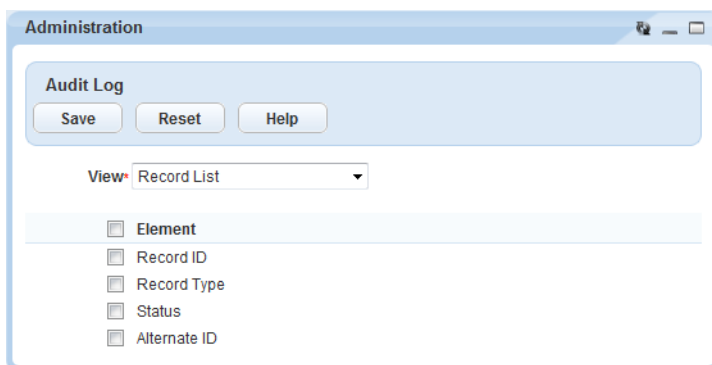 Administration
Audit Log
Save Reset Help
View* Record List
Element
Record ID
Record Type
Status
Alternate ID